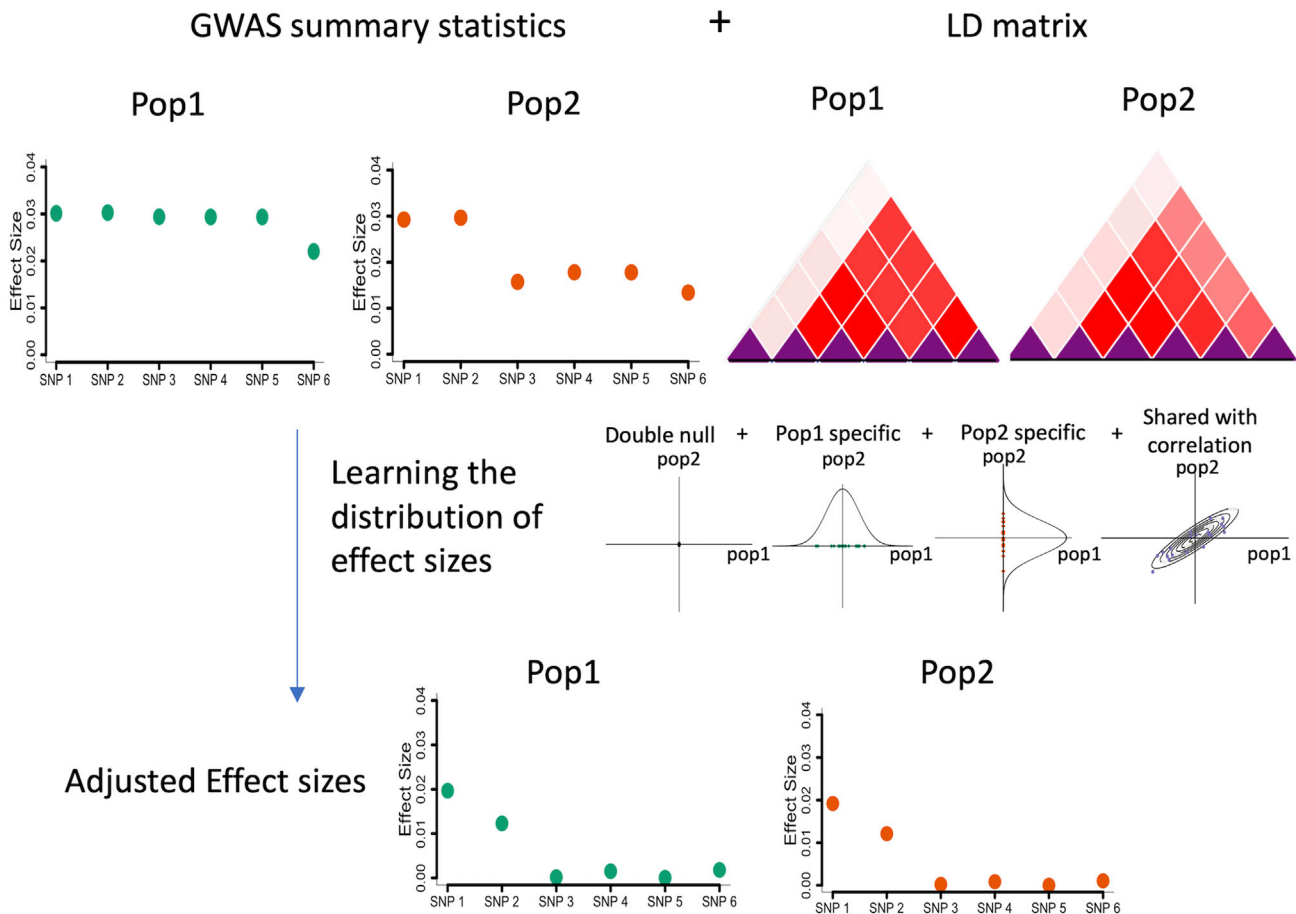 GWAS summary statistics + LD matrix
Pop1 Pop2 Pop1 Pop2
Effect Size
0.00 0.01 0.02 0.03 0.04
SNP 1 SNP 2 SNP 3 SNP 4 SNP 5 SNP 6
Effect Size
0.00 0.01 0.02 0.03 0.04
SNP 1 SNP 2 SNP 3 SNP 4 SNP 5 SNP 6
Learning the
distribution of
effect sizes
Double null + Pop1 specific + Pop2 specific + Shared with
correlation
pop2 pop2 pop2 pop2
pop1 pop1 pop1 pop1
Adjusted Effect sizes
Pop1 Pop2
Effect Size
0.00 0.01 0.02 0.03 0.04
SNP 1 SNP 2 SNP 3 SNP 4 SNP 5 SNP 6
Effect Size
0.00 0.01 0.02 0.03 0.04
SNP 1 SNP 2 SNP 3 SNP 4 SNP 5 SNP 6